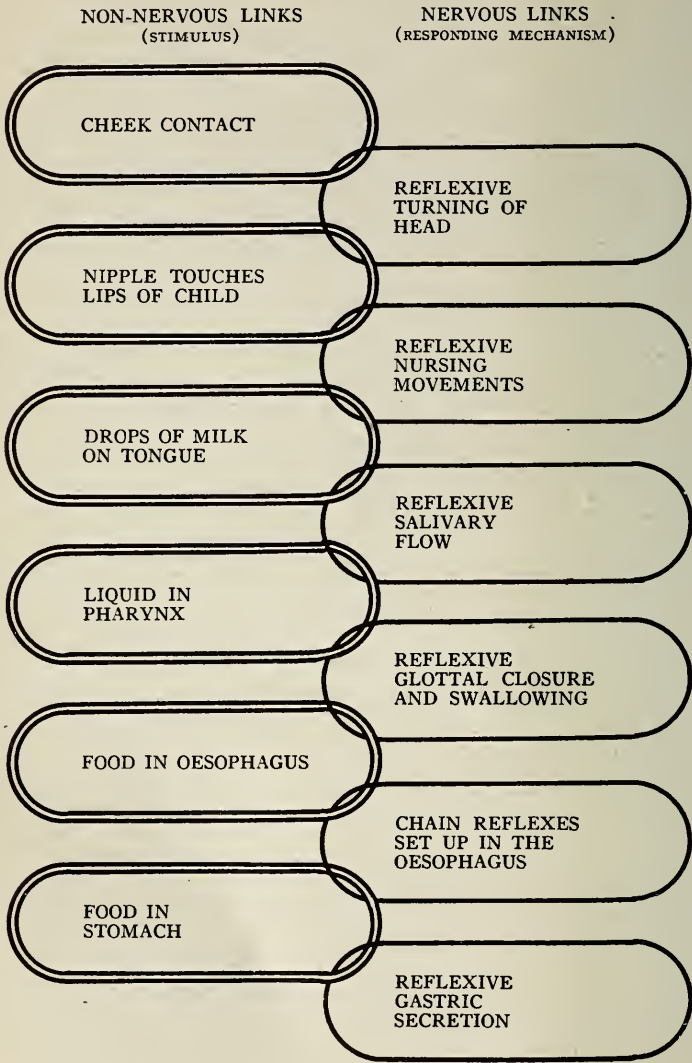 NON-NERVOUS LINKS
(STIMULUS)
NERVOUS LINKS
(RESPONDING MECHANISM)
CHEEK CONTACT
REFLEXIVE
TURNING OF
HEAD
NIPPLE TOUCHES
LIPS OF CHILD
REFLEXIVE
NURSING
MOVEMENTS
DROPS OF MILK
ON TONGUE
REFLEXIVE
SALIVARY
FLOW
LIQUID IN
PHARYNX
REFLEXIVE
GLOTTAL CLOSURE
AND SWALLOWING
FOOD IN OESOPHAGUS
CHAIN REFLEXES
SET UP IN THE
OESOPHAGUS
FOOD IN
STOMACH
REFLEXIVE
GASTRIC
SECRETION